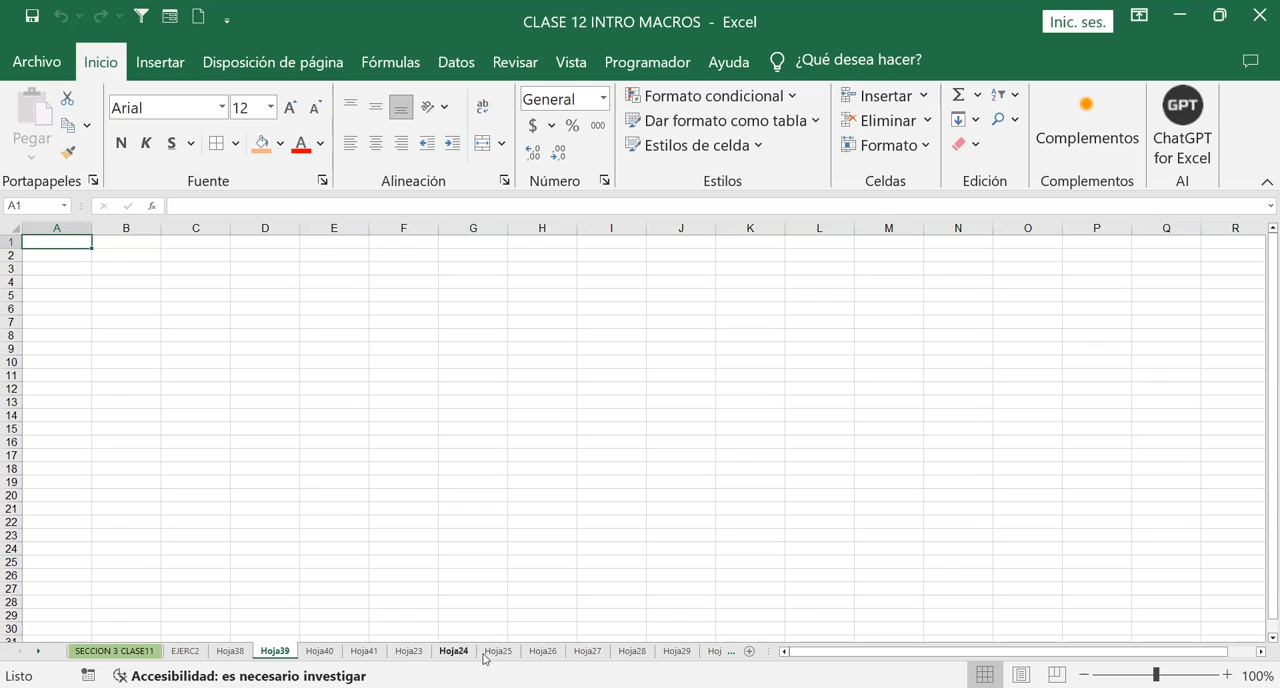 CLASE 12 INTRO MACROS - Excel
Inic. ses.
Archivo Inicio Insertar Disposición de página Fórmulas Datos Revisar Vista Programador Ayuda ¿Qué desea hacer?
Pegar
Portapapeles
Arial 12
N K S
Fuente
ab
Alineación
General
$ % 000
Número
Formato condicional
Dar formato como tabla
Estilos de celda
Estilos
Insertar
Eliminar
Formato
Celdas
Edición
Complementos
Complementos
GPT
ChatGPT
for Excel
AI
A1 fx
A B C D E F G H I J K L M N O P Q R
1
2
3
4
5
6
7
8
9
10
11
12
13
14
15
16
17
18
19
20
21
22
23
24
25
26
27
28
29
30
31
SECCION 3 CLASE11 EJERC2 Hoja38 Hoja39 Hoja40 Hoja41 Hoja23 Hoja24 Hoja25 Hoja26 Hoja27 Hoja28 Hoja29 Hoj ...
Listo Accesibilidad: es necesario investigar 100%